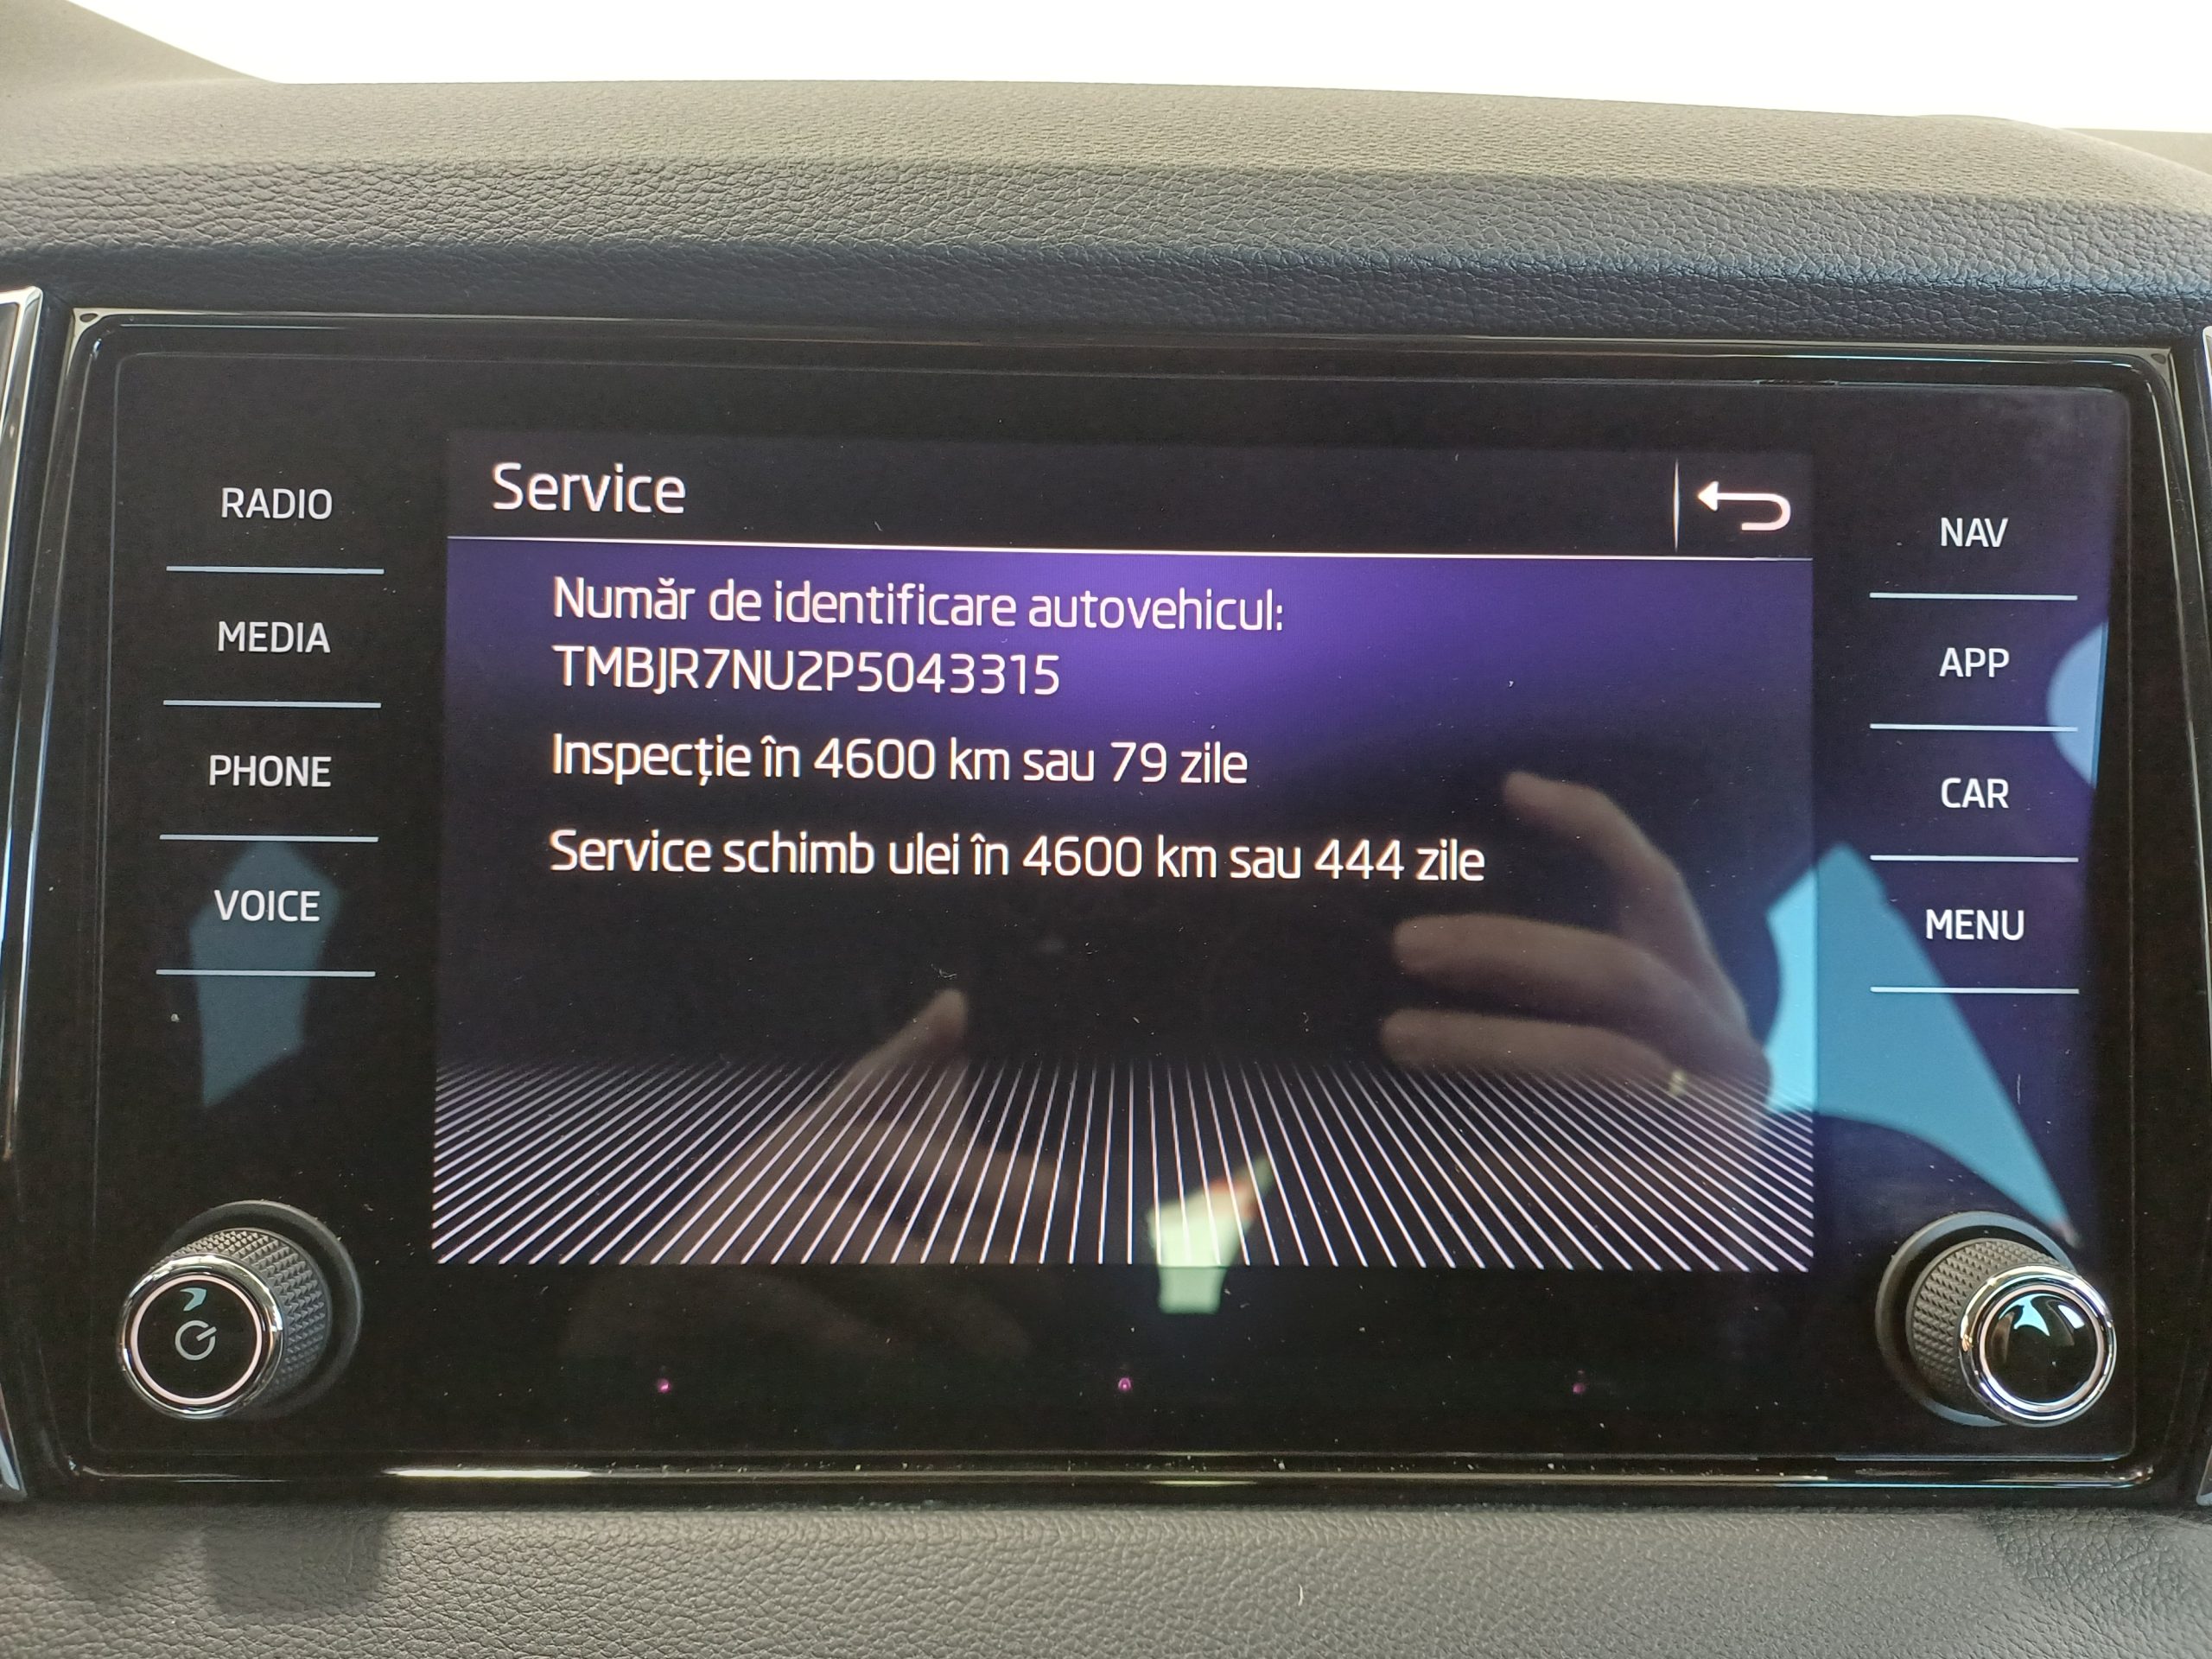 Service
RADIO
MEDIA
PHONE
VOICE
Număr de identificare autovehicul:
TMBJR7NU2P5043315
Inspecție în 4600 km sau 79 zile
Service schimb ulei în 4600 km sau 444 zile
NAV
APP
CAR
MENU